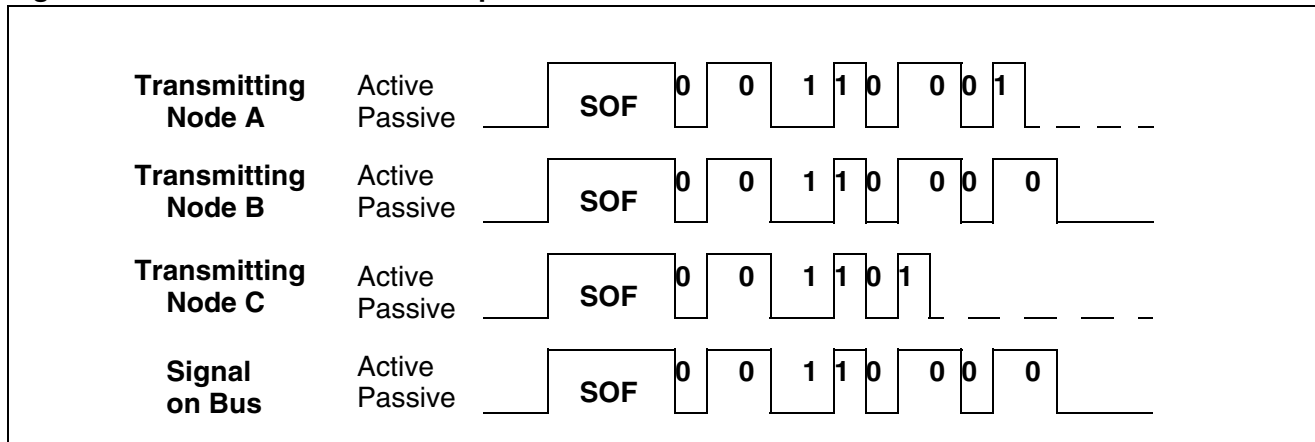 Transmitting Node A Active Passive SOF 0 0 1 1 0 0 0 1
Transmitting Node B Active Passive SOF 0 0 1 1 0 0 0 0
Transmitting Node C Active Passive SOF 0 0 1 1 0 1
Signal on Bus Active Passive SOF 0 0 1 1 0 0 0 0